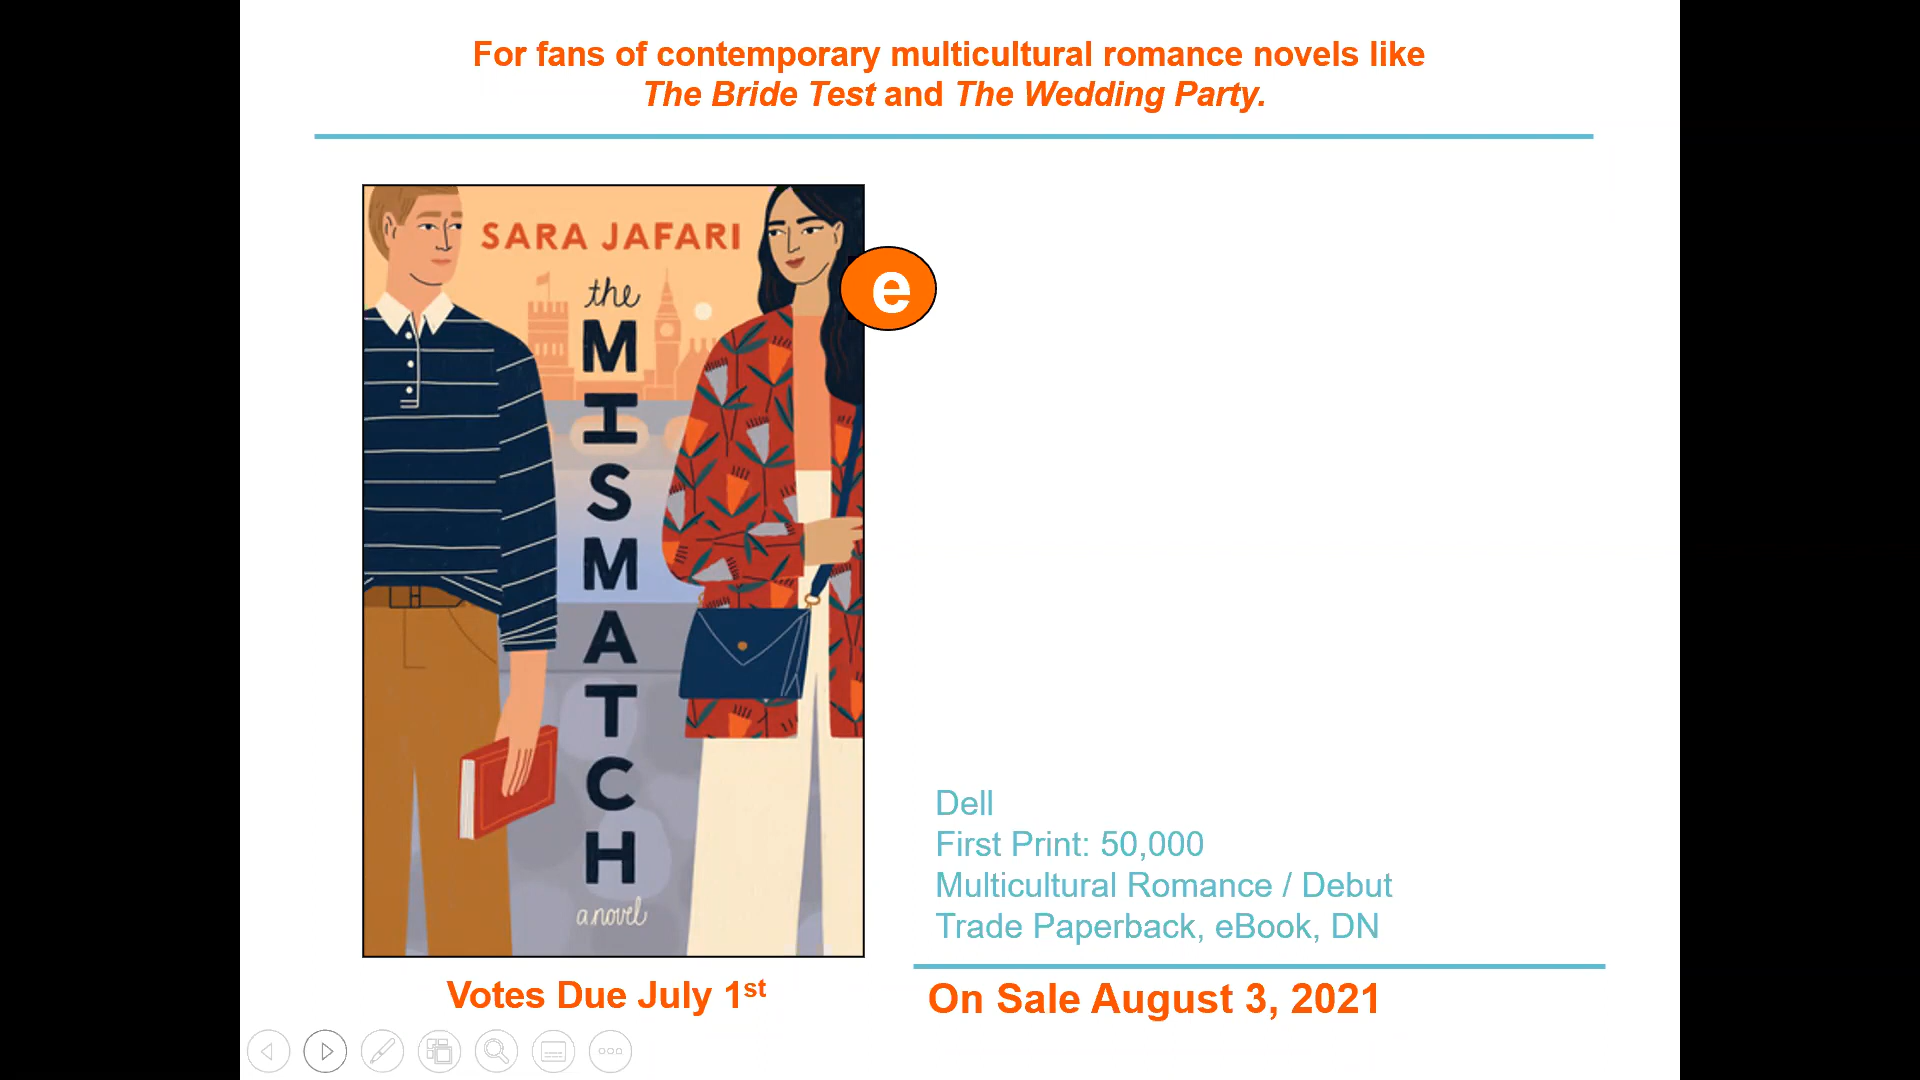 For fans of contemporary multicultural romance novels like
The Bride Test and The Wedding Party.
SARA JAFARI
the
MISMATCH
a novel
e
Dell
First Print: 50,000
Multicultural Romance / Debut
Trade Paperback, eBook, DN
Votes Due July 1st
On Sale August 3, 2021